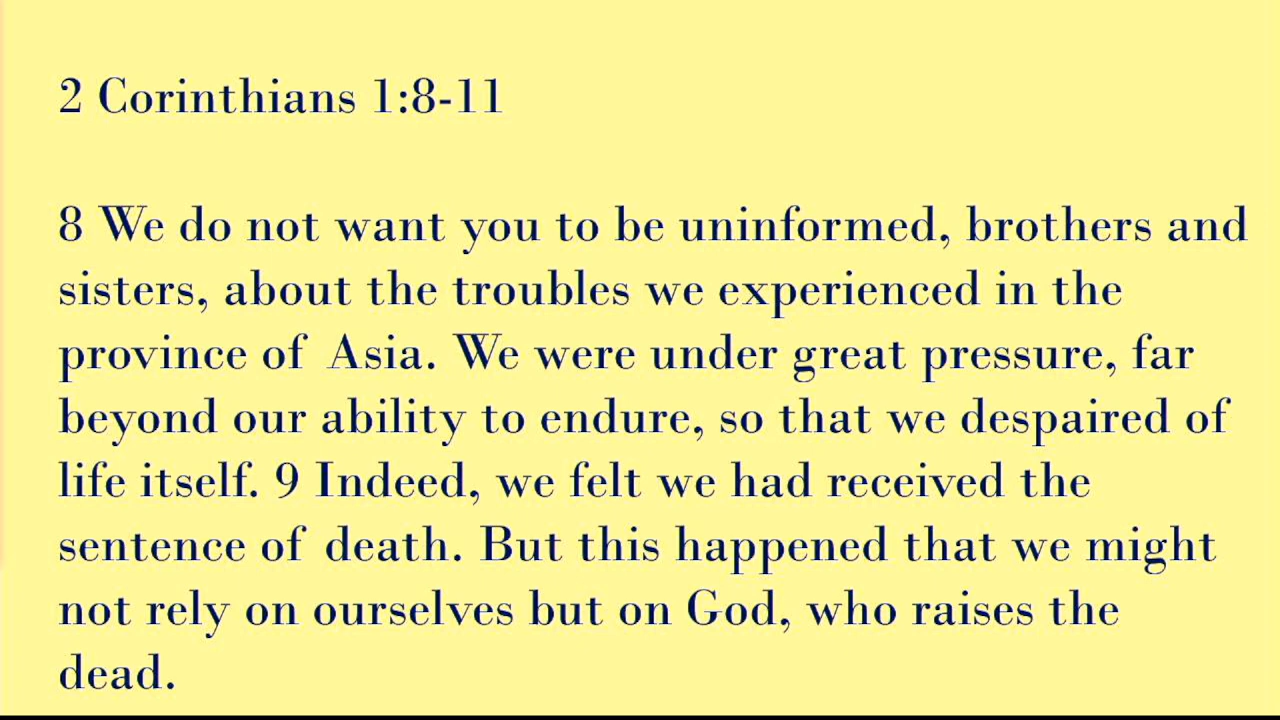 2 Corinthians 1:8-11
8 We do not want you to be uninformed, brothers and
sisters, about the troubles we experienced in the
province of Asia. We were under great pressure, far
beyond our ability to endure, so that we despaired of
life itself. 9 Indeed, we felt we had received the
sentence of death. But this happened that we might
not rely on ourselves but on God, who raises the
dead.